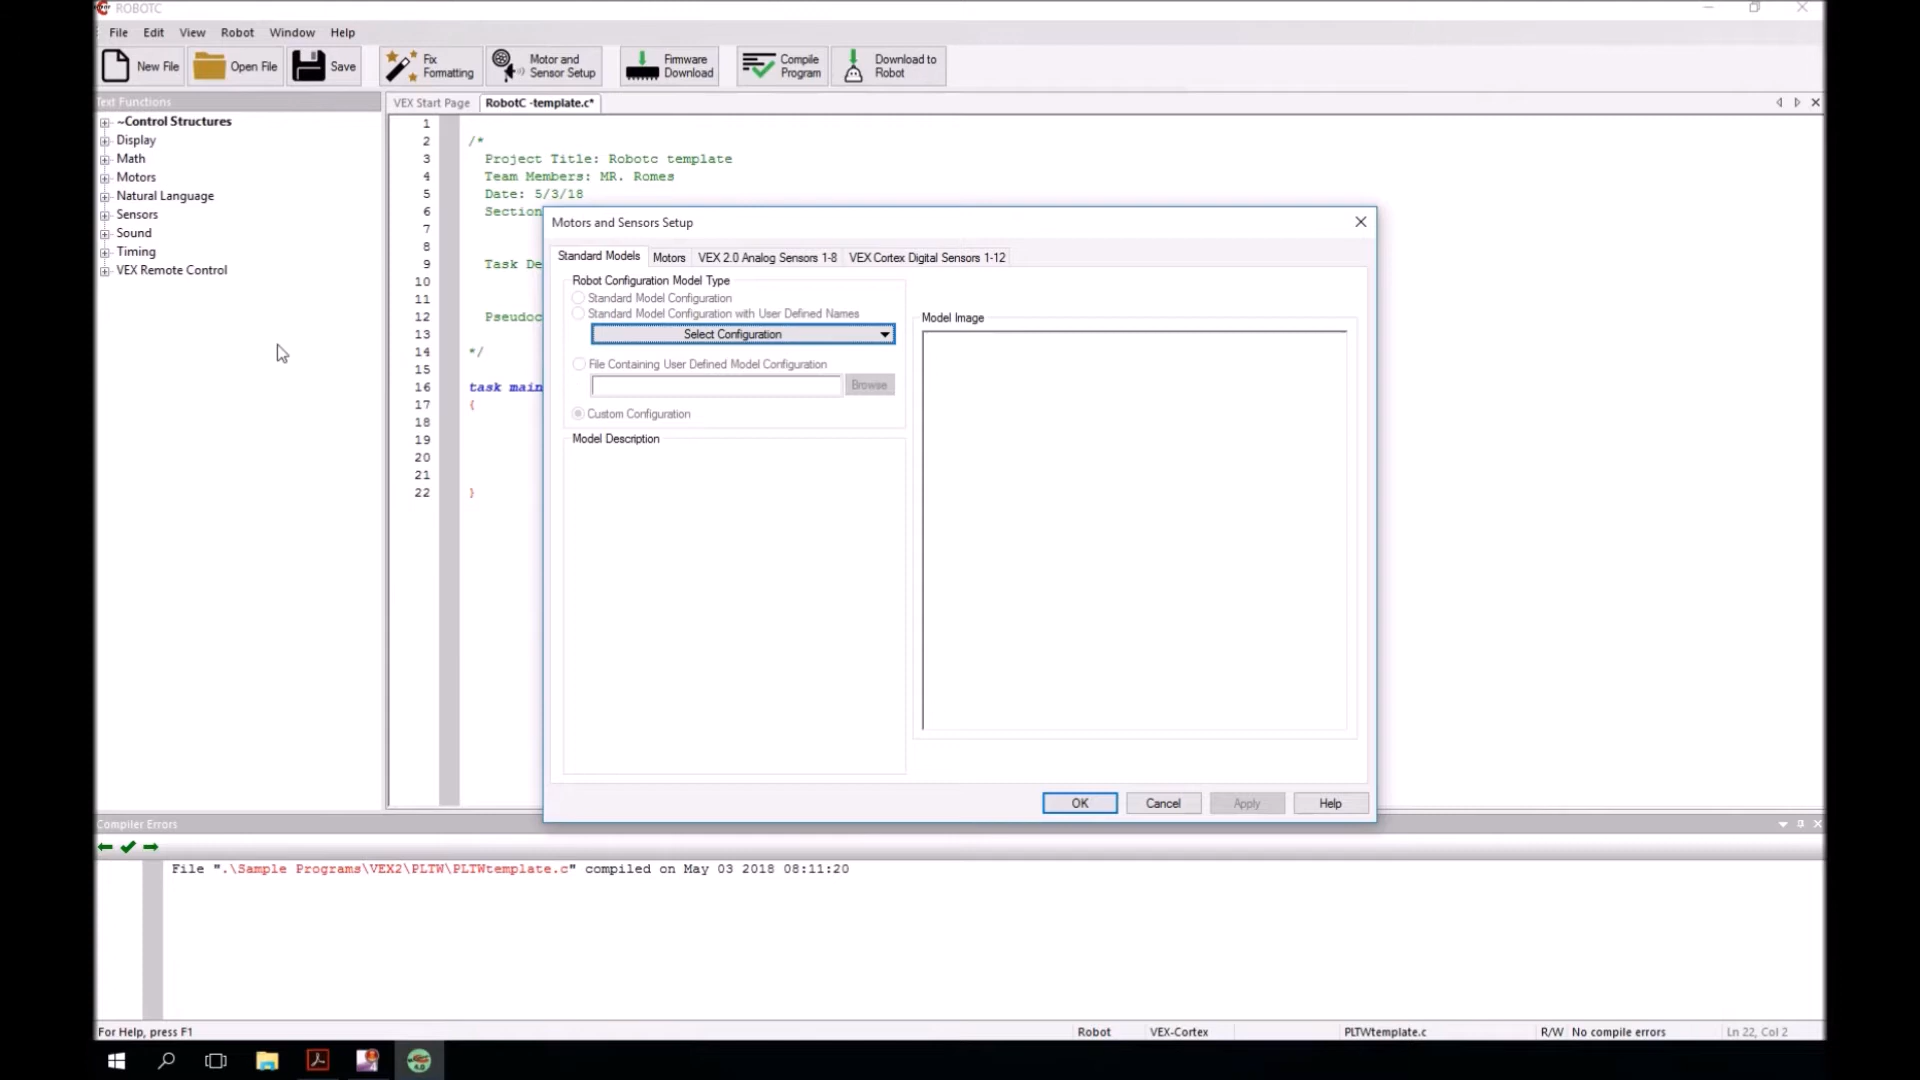 ROBOTC
File Edit View Robot Window Help
New File Open File Save Fix Formatting Motor and Sensor Setup Firmware Download Compile Program Download to Robot
Text Functions
VEX Start Page RobotC -template.c*
~Control Structures
Display
Math
Motors
Natural Language
Sensors
Sound
Timing
VEX Remote Control
1
2 /*
3 Project Title: Robotc template
4 Team Members: MR. Romes
5 Date: 5/3/18
6 Section
7
8
9 Task De
10
11
12 Pseudoc
13
14 */
15
16 task main
17 {
18
19
20
21
22 }
Motors and Sensors Setup
Standard Models Motors VEX 2.0 Analog Sensors 1-8 VEX Cortex Digital Sensors 1-12
Robot Configuration Model Type
Standard Model Configuration
Standard Model Configuration with User Defined Names
Select Configuration
File Containing User Defined Model Configuration
Browse
Custom Configuration
Model Description
Model Image
OK Cancel Apply Help
Compiler Errors
File ".\Sample Programs\VEX2\PLTW\PLTWtemplate.c" compiled on May 03 2018 08:11:20
For Help, press F1 Robot VEX-Cortex PLTWtemplate.c R/W No compile errors Ln 22, Col 2